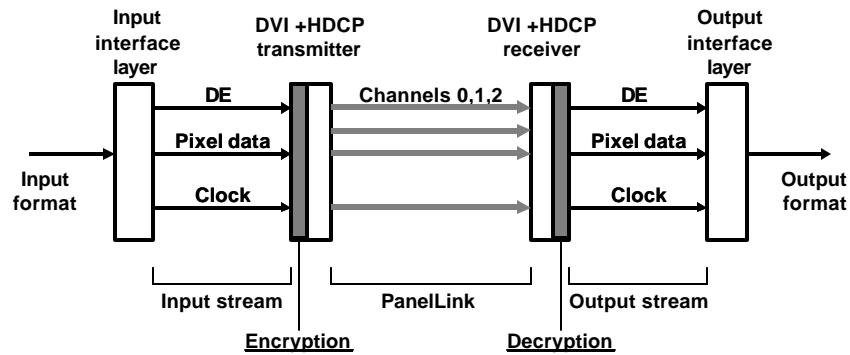 Input
interface
layer
DVI +HDCP
transmitter
DVI +HDCP
receiver
Output
interface
layer
DE
Channels 0,1,2
DE
Pixel data
Pixel data
Input
format
Clock
Clock
Output
format
Input stream
PanelLink
Output stream
Encryption
Decryption